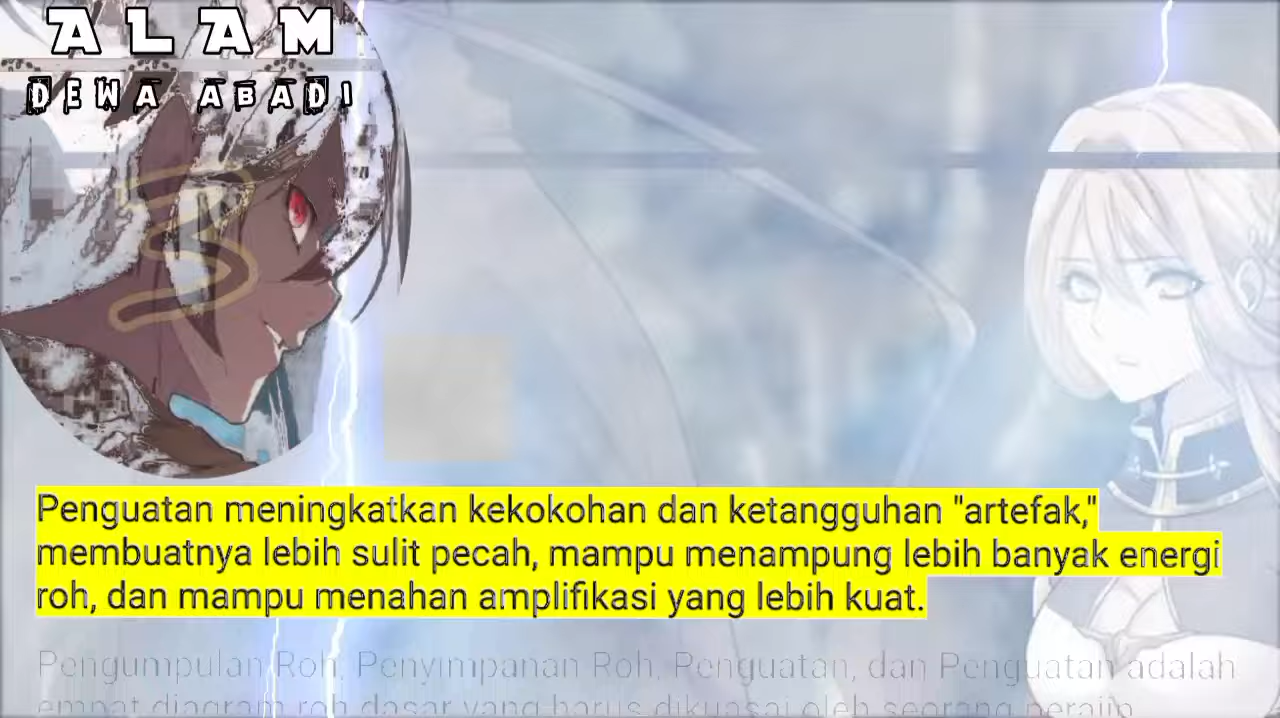 ALAM
DEWA ABADI
Penguatan meningkatkan kekokohan dan ketangguhan "artefak,"
membuatnya lebih sulit pecah, mampu menampung lebih banyak energi
roh, dan mampu menahan amplifikasi yang lebih kuat.
Pengumpulan Roh, Penyimpanan Roh, Penguatan, dan Penguatan adalah
empat diagram roh dasar yang harus dikuasai oleh seorang perajin